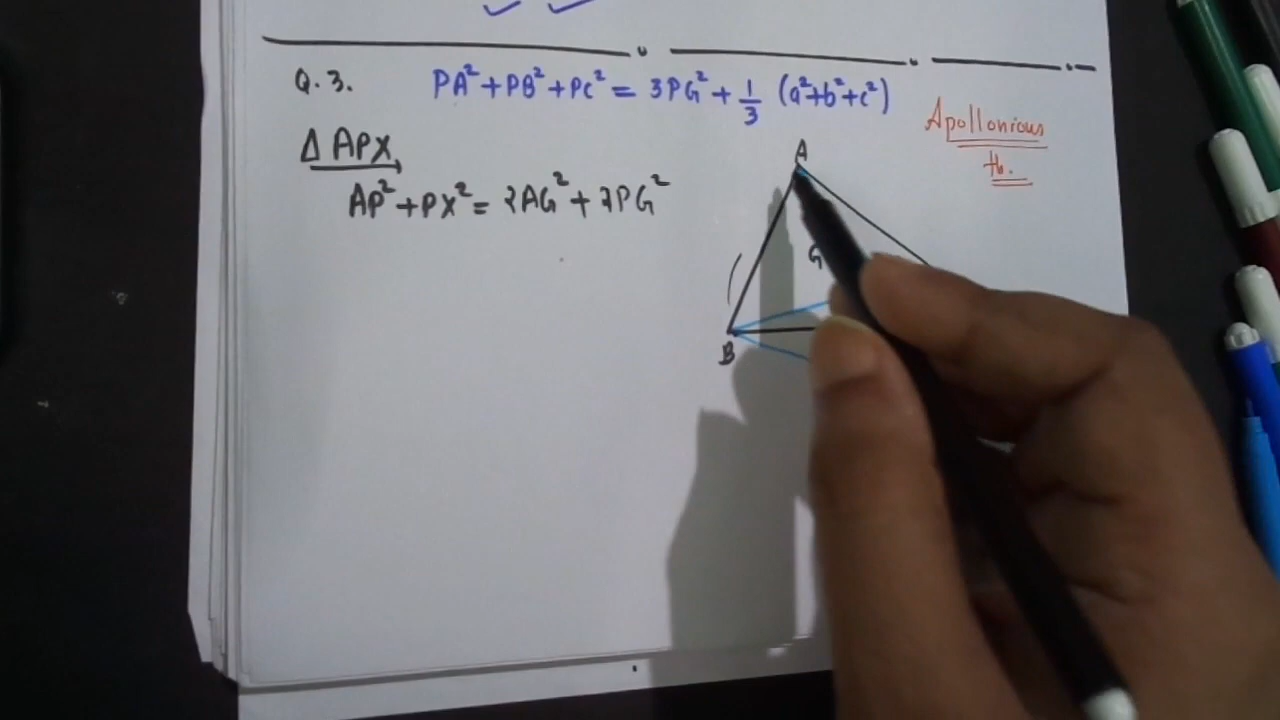 Q.3. PA²+PB²+PC² = 3PG² + 1/3 (a²+b²+c²)
Apollonious
th.
Δ APX,
AP²+PX² = 2AG² + 2PG²
A
G
B